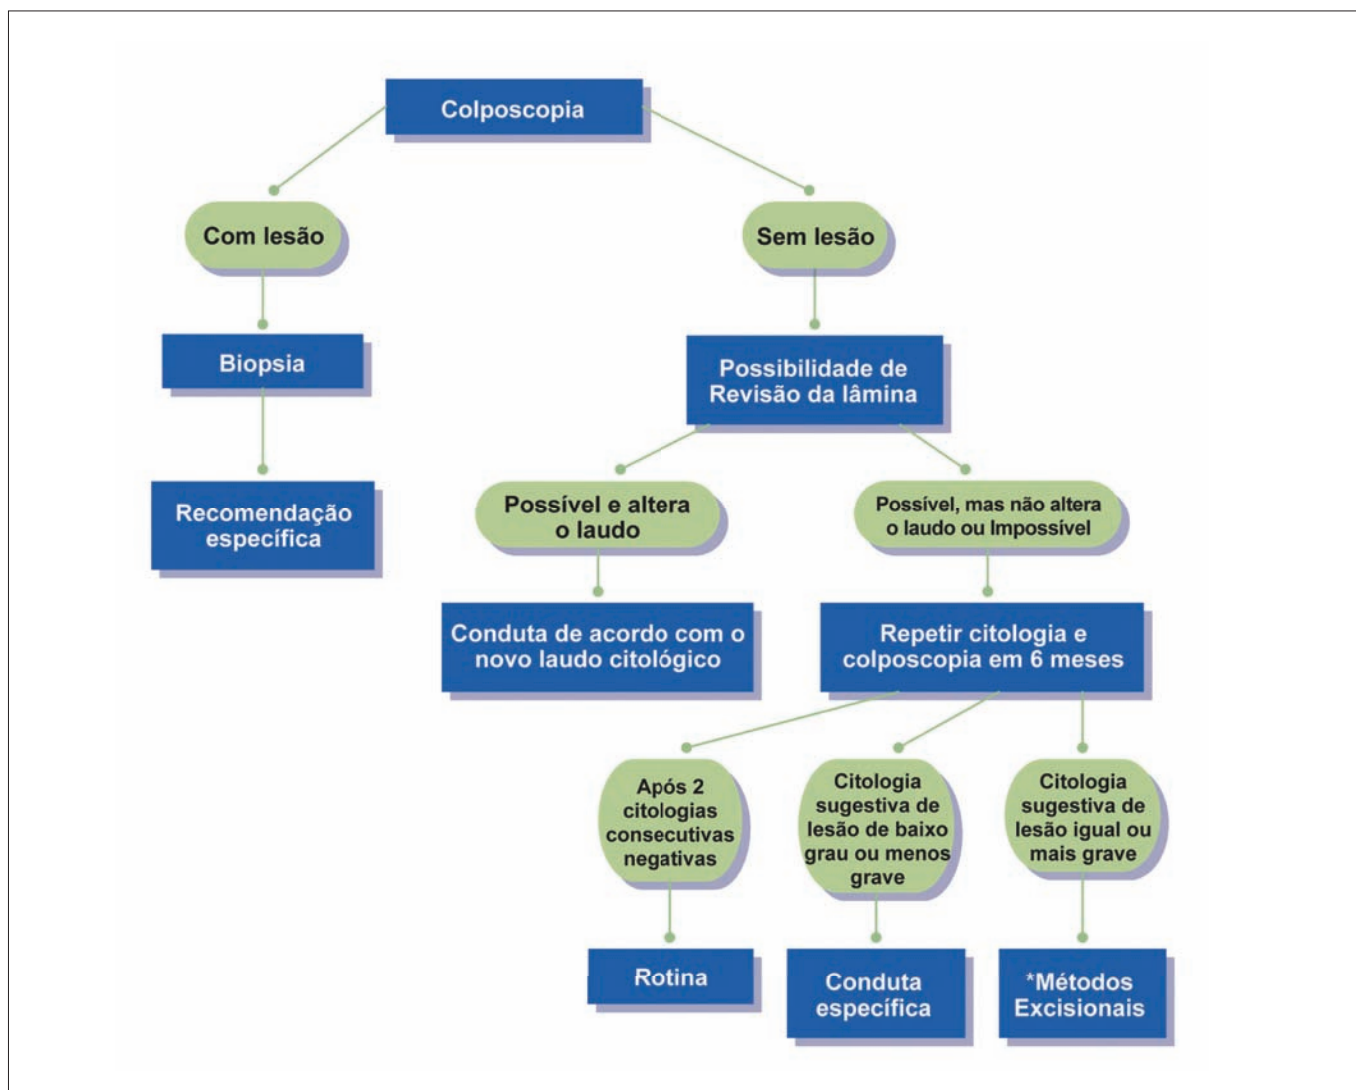 Colposcopia
Com lesão
Sem lesão
Biopsia
Possibilidade de
Revisão da lâmina
Recomendação
específica
Possível e altera
o laudo
Possível, mas não altera
o laudo ou Impossível
Conduta de acordo com o
novo laudo citológico
Repetir citologia e
colposcopia em 6 meses
Após 2
citologias
consecutivas
negativas
Citologia
sugestiva de
lesão de baixo
grau ou menos
grave
Citologia
sugestiva de
lesão igual ou
mais grave
Rotina
Conduta
específica
*Métodos
Excisionais